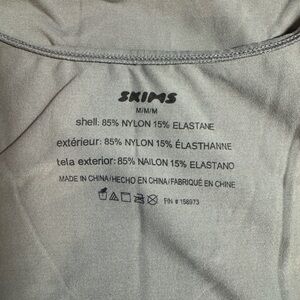 SKIMS
M/M/M
shell: 85% NYLON 15% ELASTANE
extérieur: 85% NYLON 15% ÉLASTHANNE
tela exterior: 85% NAILON 15% ELASTANO
MADE IN CHINA/HECHO EN CHINA/FABRIQUÉ EN CHINE
P/N # 158973